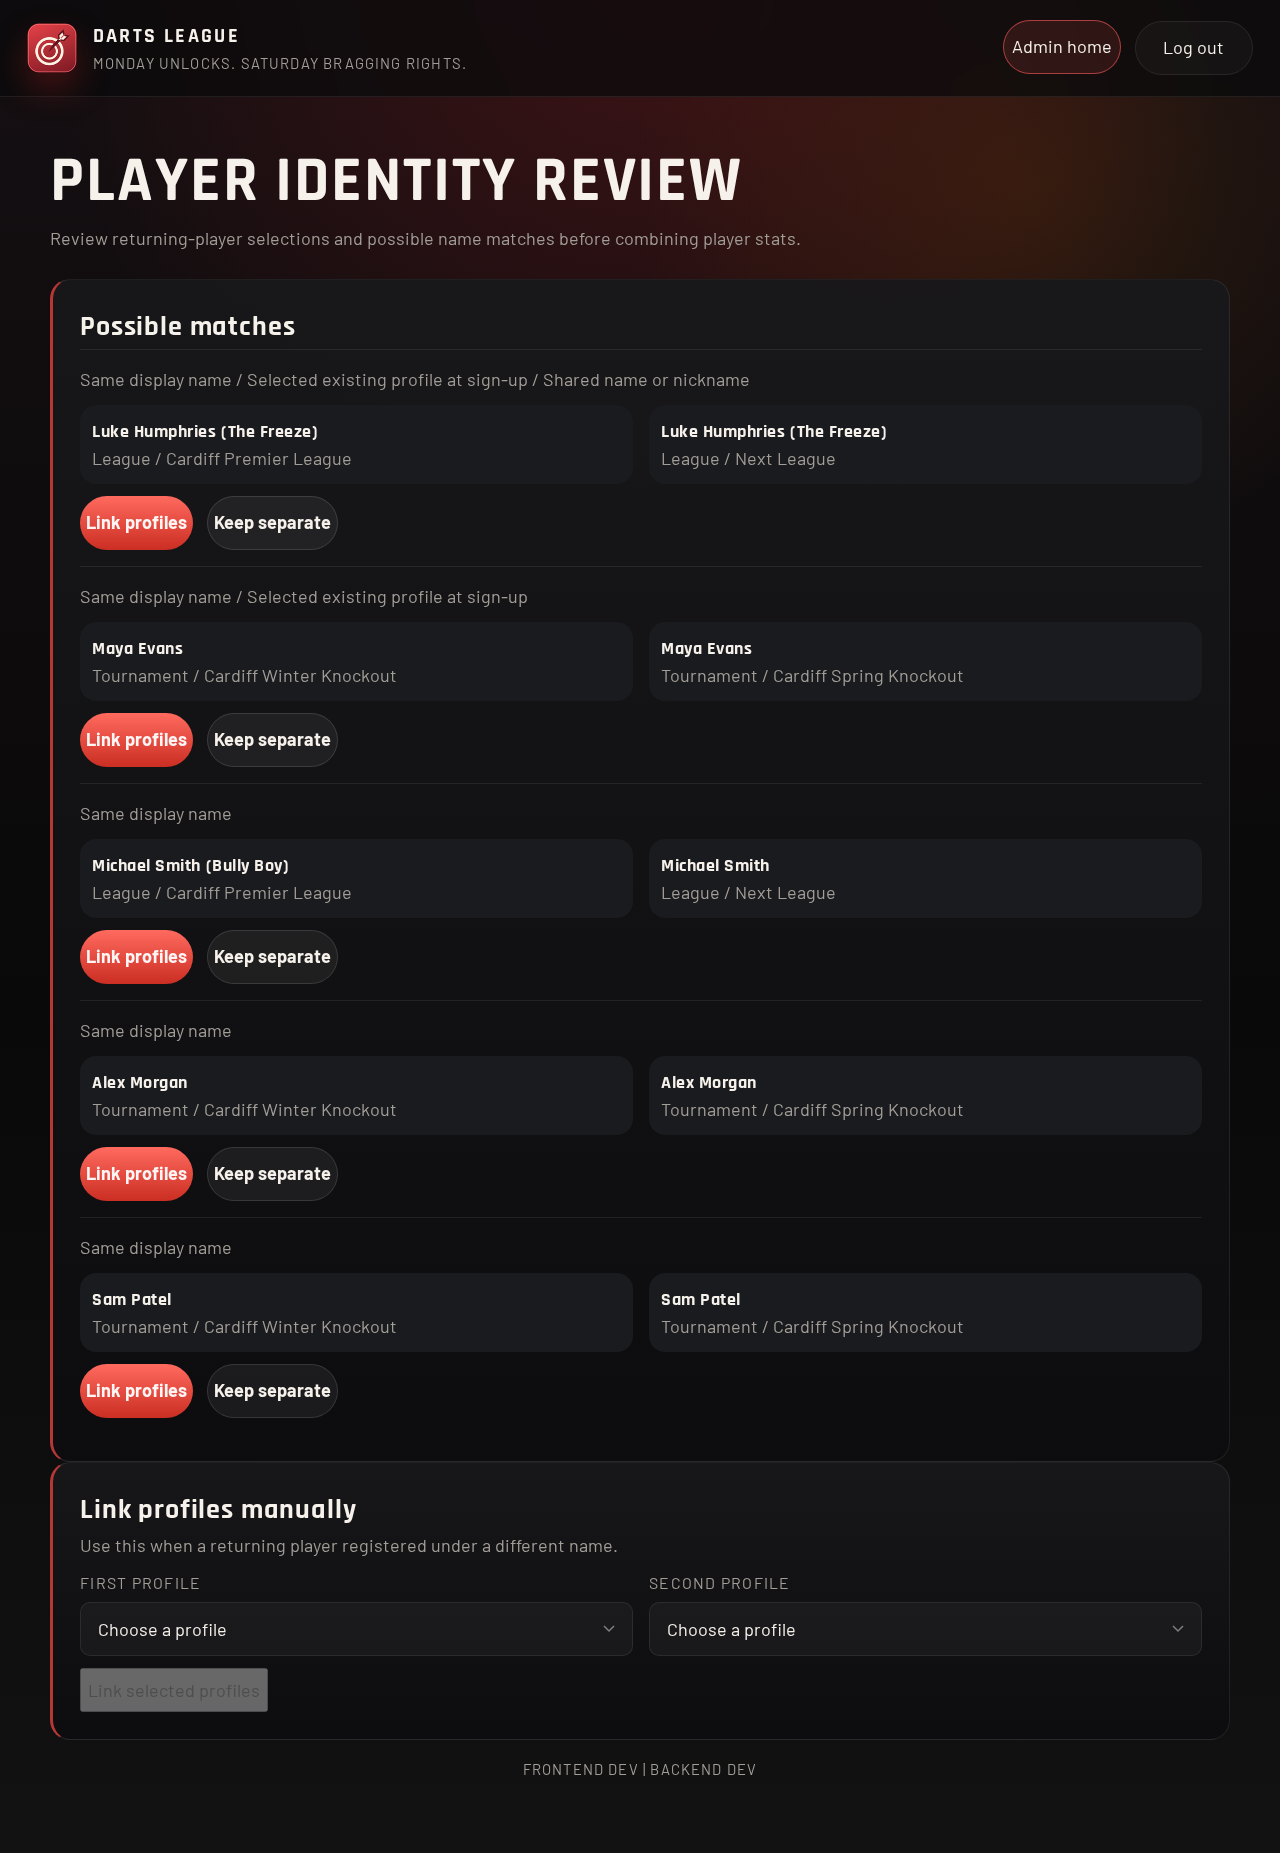 DARTS LEAGUE
MONDAY UNLOCKS. SATURDAY BRAGGING RIGHTS.
Admin home
Log out
PLAYER IDENTITY REVIEW
Review returning-player selections and possible name matches before combining player stats.
Possible matches
Same display name / Selected existing profile at sign-up / Shared name or nickname
Luke Humphries (The Freeze)
League / Cardiff Premier League
Luke Humphries (The Freeze)
League / Next League
Link profiles
Keep separate
Same display name / Selected existing profile at sign-up
Maya Evans
Tournament / Cardiff Winter Knockout
Maya Evans
Tournament / Cardiff Spring Knockout
Link profiles
Keep separate
Same display name
Michael Smith (Bully Boy)
League / Cardiff Premier League
Michael Smith
League / Next League
Link profiles
Keep separate
Same display name
Alex Morgan
Tournament / Cardiff Winter Knockout
Alex Morgan
Tournament / Cardiff Spring Knockout
Link profiles
Keep separate
Same display name
Sam Patel
Tournament / Cardiff Winter Knockout
Sam Patel
Tournament / Cardiff Spring Knockout
Link profiles
Keep separate
Link profiles manually
Use this when a returning player registered under a different name.
FIRST PROFILE
Choose a profile
SECOND PROFILE
Choose a profile
Link selected profiles
FRONTEND DEV | BACKEND DEV